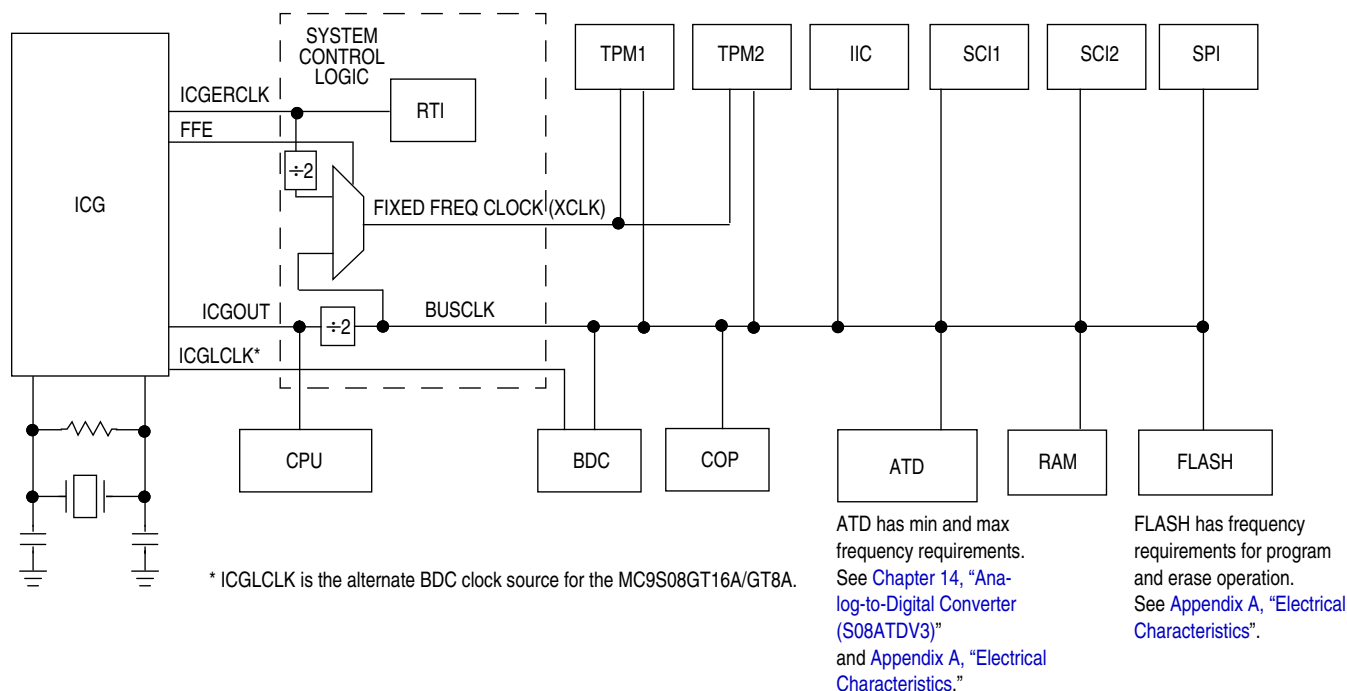 SYSTEM
CONTROL
LOGIC
TPM1
TPM2
IIC
SCI1
SCI2
SPI
ICGERCLK
RTI
FFE
÷2
ICG
FIXED FREQ CLOCK (XCLK)
ICGOUT
÷2
BUSCLK
ICGLCLK*
CPU
BDC
COP
ATD
RAM
FLASH
ATD has min and max
frequency requirements.
See Chapter 14, “Ana-
log-to-Digital Converter
(S08ATDV3)”
and Appendix A, “Electrical
Characteristics.”
FLASH has frequency
requirements for program
and erase operation.
See Appendix A, “Electrical
Characteristics”.
* ICGLCLK is the alternate BDC clock source for the MC9S08GT16A/GT8A.